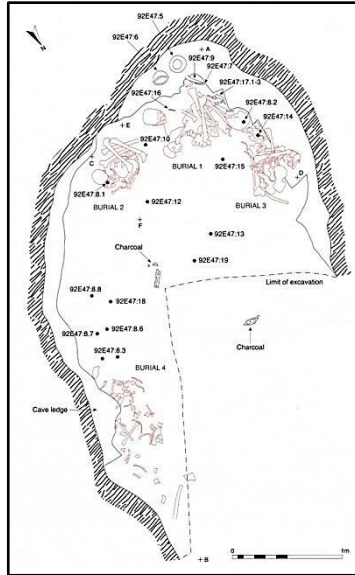 92E47:5
92E47:6
A
92E47:9
92E47:7
92E47:17.1-3
92E47:16
92E47:8.2
92E47:14
E
92E47:10
C
BURIAL 1
92E47:15
D
92E47:8.1
BURIAL 2
92E47:12
BURIAL 3
F
92E47:13
Charcoal
92E47:19
Limit of excavation
92E47:8.8
92E47:18
92E47:8.6
92E47:8.7
Charcoal
92E47:8.3
BURIAL 4
Cave ledge
0 1m
B
N